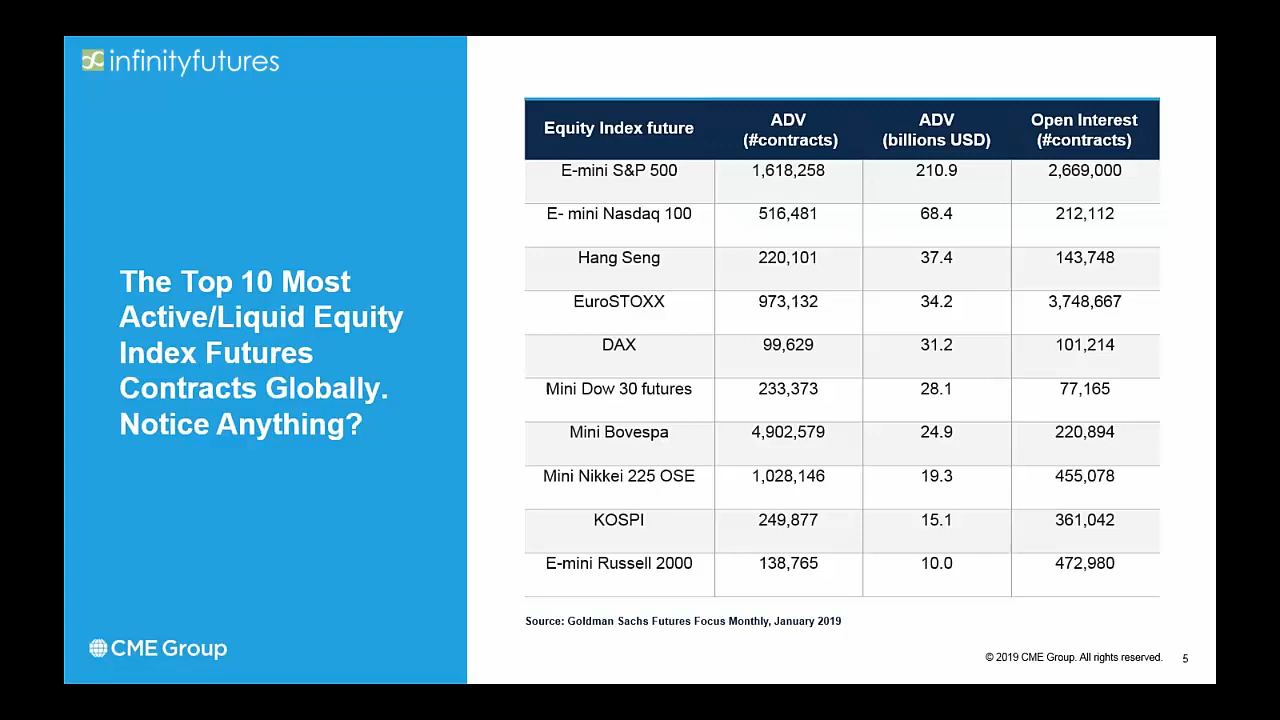 infinityfutures
The Top 10 Most
Active/Liquid Equity
Index Futures
Contracts Globally.
Notice Anything?
CME Group
Equity Index future ADV (#contracts) ADV (billions USD) Open Interest (#contracts)
E-mini S&P 500 1,618,258 210.9 2,669,000
E- mini Nasdaq 100 516,481 68.4 212,112
Hang Seng 220,101 37.4 143,748
EuroSTOXX 973,132 34.2 3,748,667
DAX 99,629 31.2 101,214
Mini Dow 30 futures 233,373 28.1 77,165
Mini Bovespa 4,902,579 24.9 220,894
Mini Nikkei 225 OSE 1,028,146 19.3 455,078
KOSPI 249,877 15.1 361,042
E-mini Russell 2000 138,765 10.0 472,980
Source: Goldman Sachs Futures Focus Monthly, January 2019
© 2019 CME Group. All rights reserved. 5